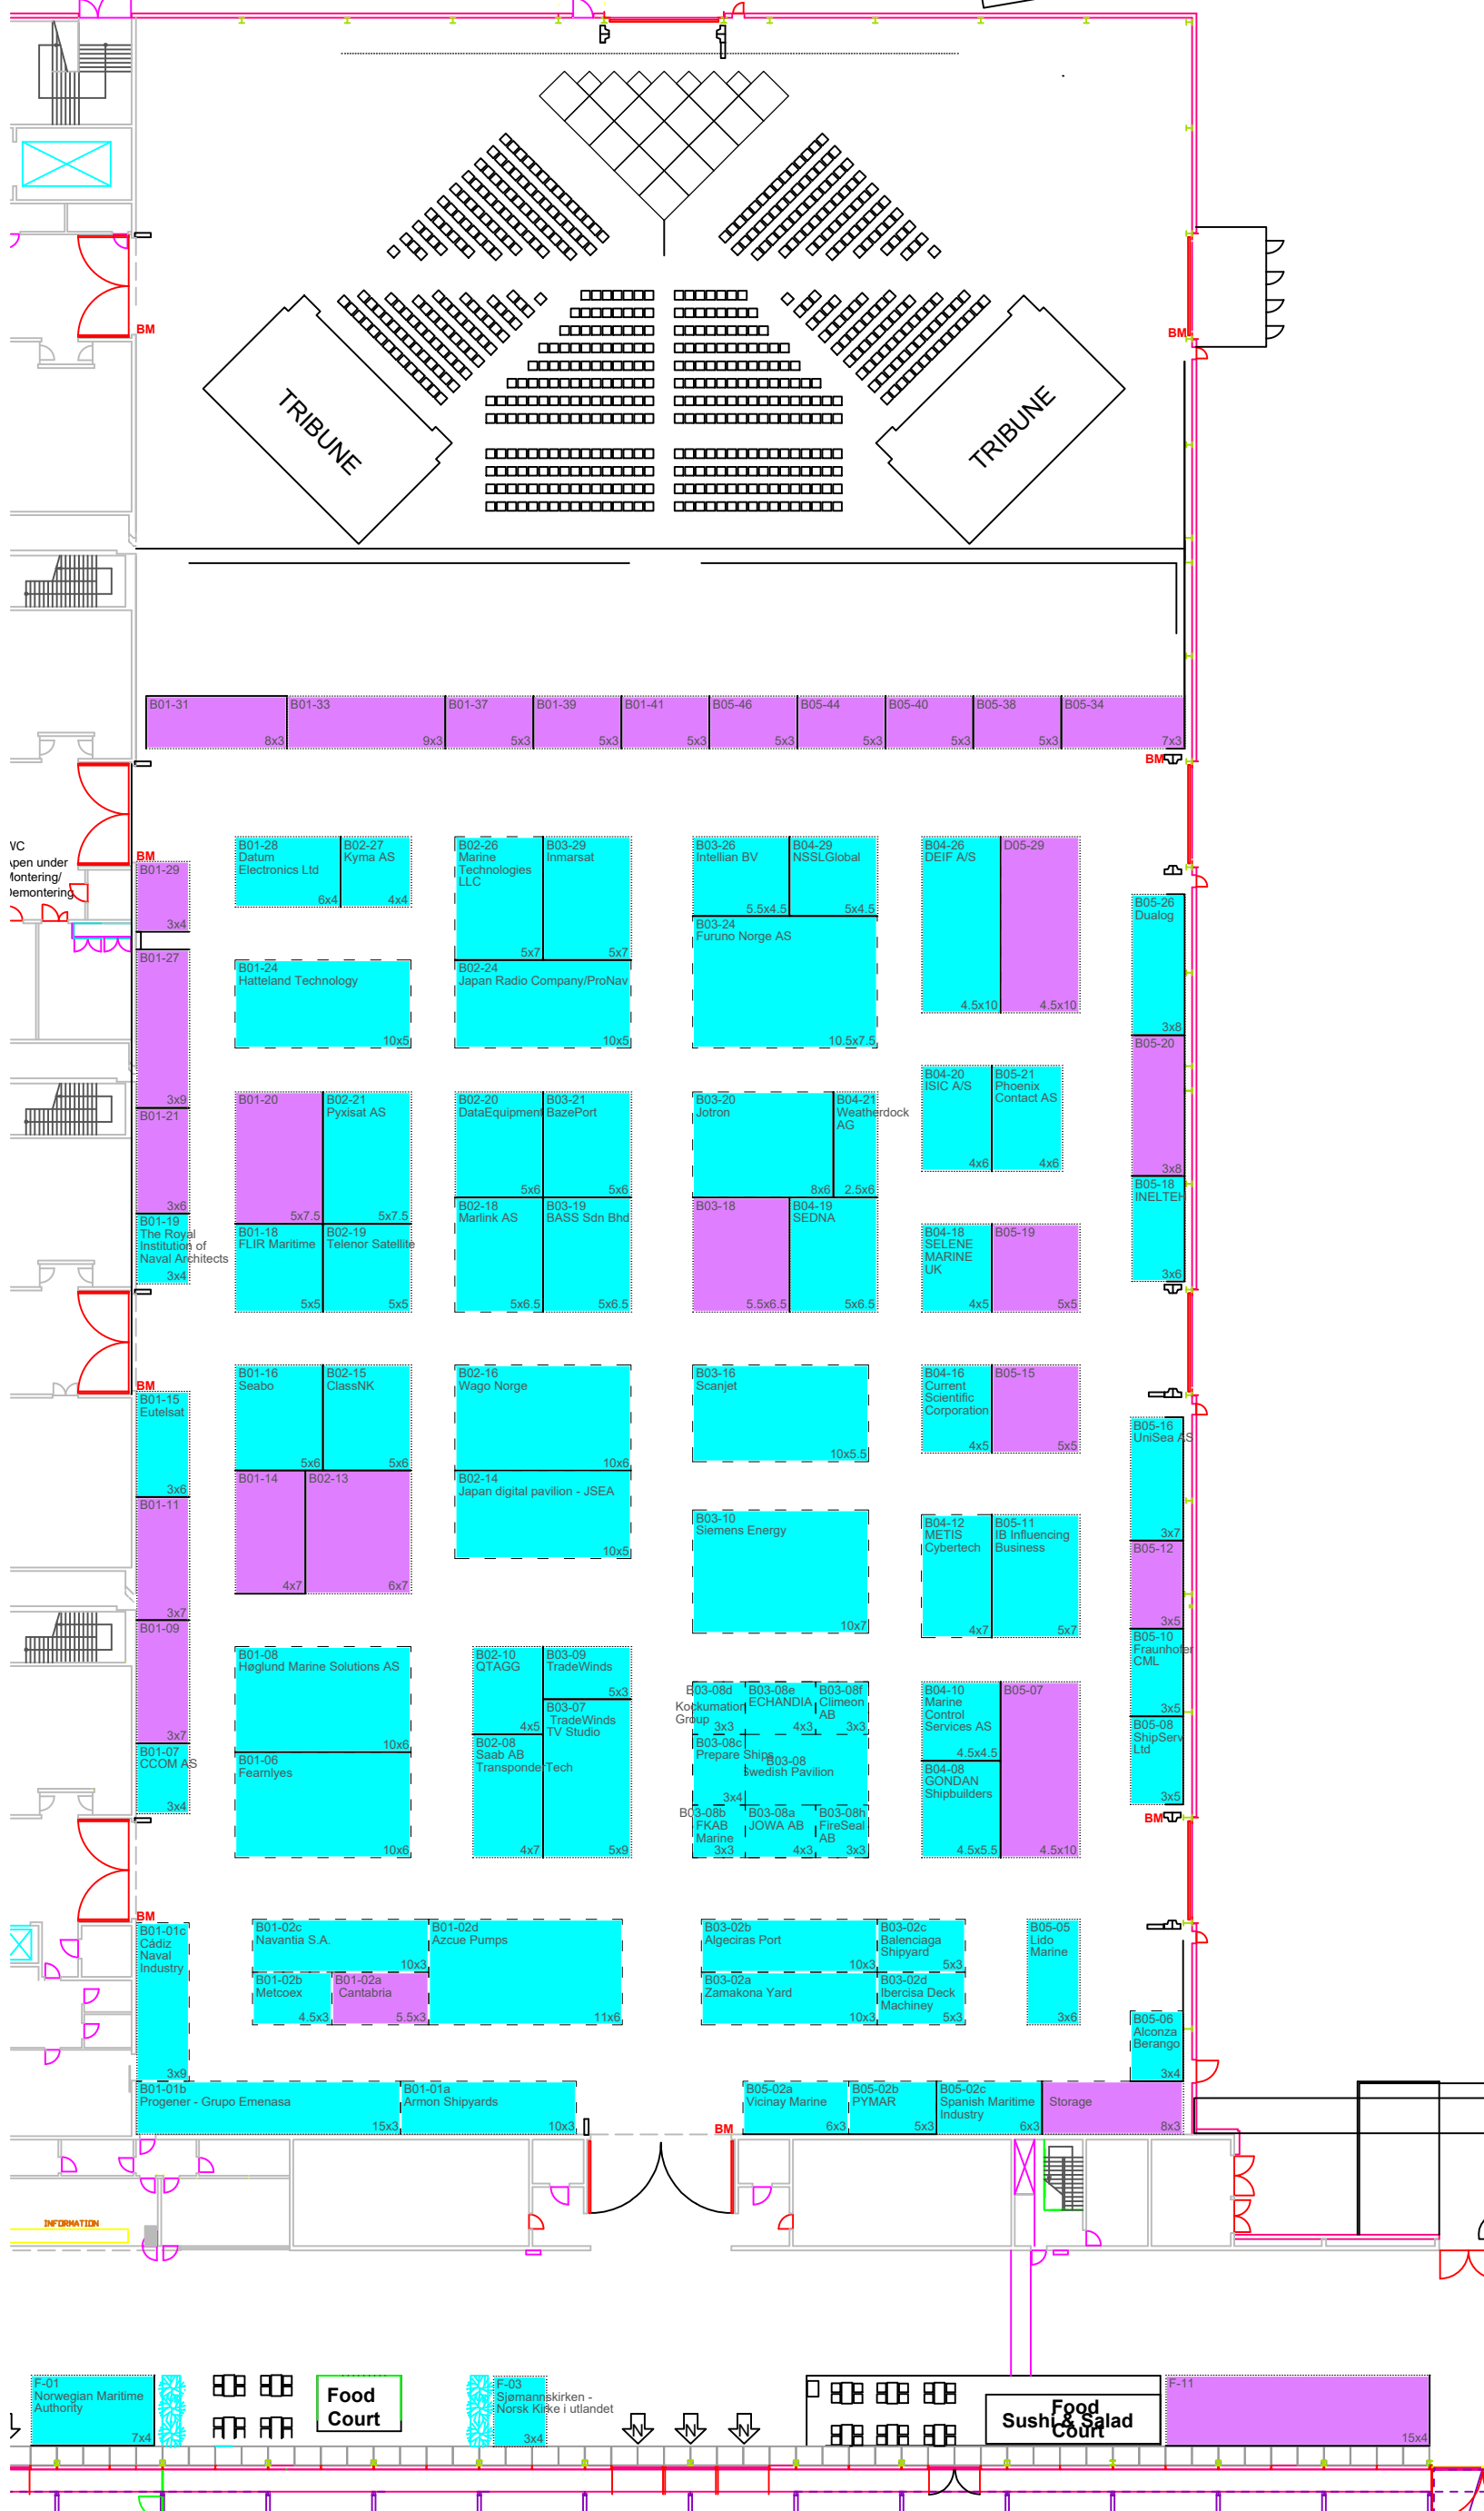 BM
BM
TRIBUNE
TRIBUNE
B01-31
8x3
B01-33
9x3
B01-37
5x3
B01-39
5x3
B01-41
5x3
B05-46
5x3
B05-44
5x3
B05-40
5x3
B05-38
5x3
B05-34
7x3
BM
Montering/
Demontering
BM
B01-29
3x4
B01-28
Datum
Electronics Ltd
6x4
B02-27
Kyma AS
4x4
B02-26
Marine
Technologies
LLC
5x7
B03-29
Inmarsat
5x7
B03-26
Intellian BV
5.5x4.5
B04-29
NSSLGlobal
5x4.5
B04-26
DEIF A/S
4.5x10
D05-29
4.5x10
B05-26
Dualog
3x8
B03-24
Furuno Norge AS
10.5x7.5
B01-27
3x9
B01-24
Hatteland Technology
10x5
B02-24
Japan Radio Company/ProNav
10x5
B05-20
3x8
B04-20
ISIC A/S
4x6
B05-21
Phoenix
Contact AS
4x6
B01-21
3x6
B01-20
5x7.5
B02-21
Pyxisat AS
5x7.5
B02-20
DataEquipment
5x6
B03-21
BazePort
5x6
B03-20
Jotron
8x6
B04-21
Weatherdock
AG
2.5x6
B05-18
INELTEH
3x6
B01-19
The Royal
Institution of
Naval Architects
3x4
B01-18
FLIR Maritime
5x5
B02-19
Telenor Satellite
5x5
B02-18
Marlink AS
5x6.5
B03-19
BASS Sdn Bhd
5x6.5
B03-18
5.5x6.5
B04-19
SEDNA
5x6.5
B04-18
SELENE
MARINE
UK
4x5
B05-19
5x5
BM
B01-15
Eutelsat
3x6
B01-16
Seabo
5x6
B02-15
ClassNK
5x6
B02-16
Wago Norge
10x6
B03-16
Scanjet
10x5.5
B04-16
Current
Scientific
Corporation
4x5
B05-15
5x5
B05-16
UniSea AS
3x7
B01-11
3x7
B01-14
4x7
B02-13
6x7
B02-14
Japan digital pavilion - JSEA
10x5
B03-10
Siemens Energy
10x7
B04-12
METIS
Cybertech
4x7
B05-11
IB Influencing
Business
5x7
B05-12
3x5
B01-09
3x7
B01-08
Høglund Marine Solutions AS
10x6
B02-10
QTAGG
4x5
B03-09
TradeWinds
5x3
B03-07
TradeWinds
TV Studio
5x9
B05-10
Fraunhofer
CML
3x5
B03-08d
Kockumation
Group
3x3
B03-08e
ECHANDIA
4x3
B03-08f
Climeon
AB
3x3
B04-10
Marine
Control
Services AS
4.5x4.5
B05-07
4.5x10
B05-08
ShipServ
Ltd
3x5
B01-07
CCOM AS
3x4
B01-06
Fearnlyes
10x6
B02-08
Saab AB
TransponderTech
4x7
B03-08c
Prepare Ships
3x4
B03-08
Swedish Pavilion
B04-08
GONDAN
Shipbuilders
4.5x5.5
B03-08b
FKAB
Marine
3x3
B03-08a
JOWA AB
4x3
B03-08h
FireSeal
AB
3x3
BM
BM
B01-01c
Cádiz
Naval
Industry
3x9
B01-02c
Navantia S.A.
10x3
B01-02d
Azcue Pumps
11x6
B03-02b
Algeciras Port
10x3
B03-02c
Balenciaga
Shipyard
5x3
B05-05
Lido
Marine
3x6
B01-02b
Metcoex
4.5x3
B01-02a
Cantabria
5.5x3
B03-02a
Zamakona Yard
10x3
B03-02d
Ibercisa Deck
Machiney
5x3
B05-06
Alconza
Berango
3x4
B01-01b
Progener - Grupo Emenasa
15x3
B01-01a
Armon Shipyards
10x3
BM
B05-02a
Vicinay Marine
6x3
B05-02b
PYMAR
5x3
B05-02c
Spanish Maritime
Industry
6x3
Storage
8x3
INFORMATION
F-01
Norwegian Maritime
Authority
7x4
Food
Court
F-03
Sjømannskirken -
Norsk Kirke i utlandet
3x4
N
N
N
Food
Sushi & Salad
Court
F-11
15x4